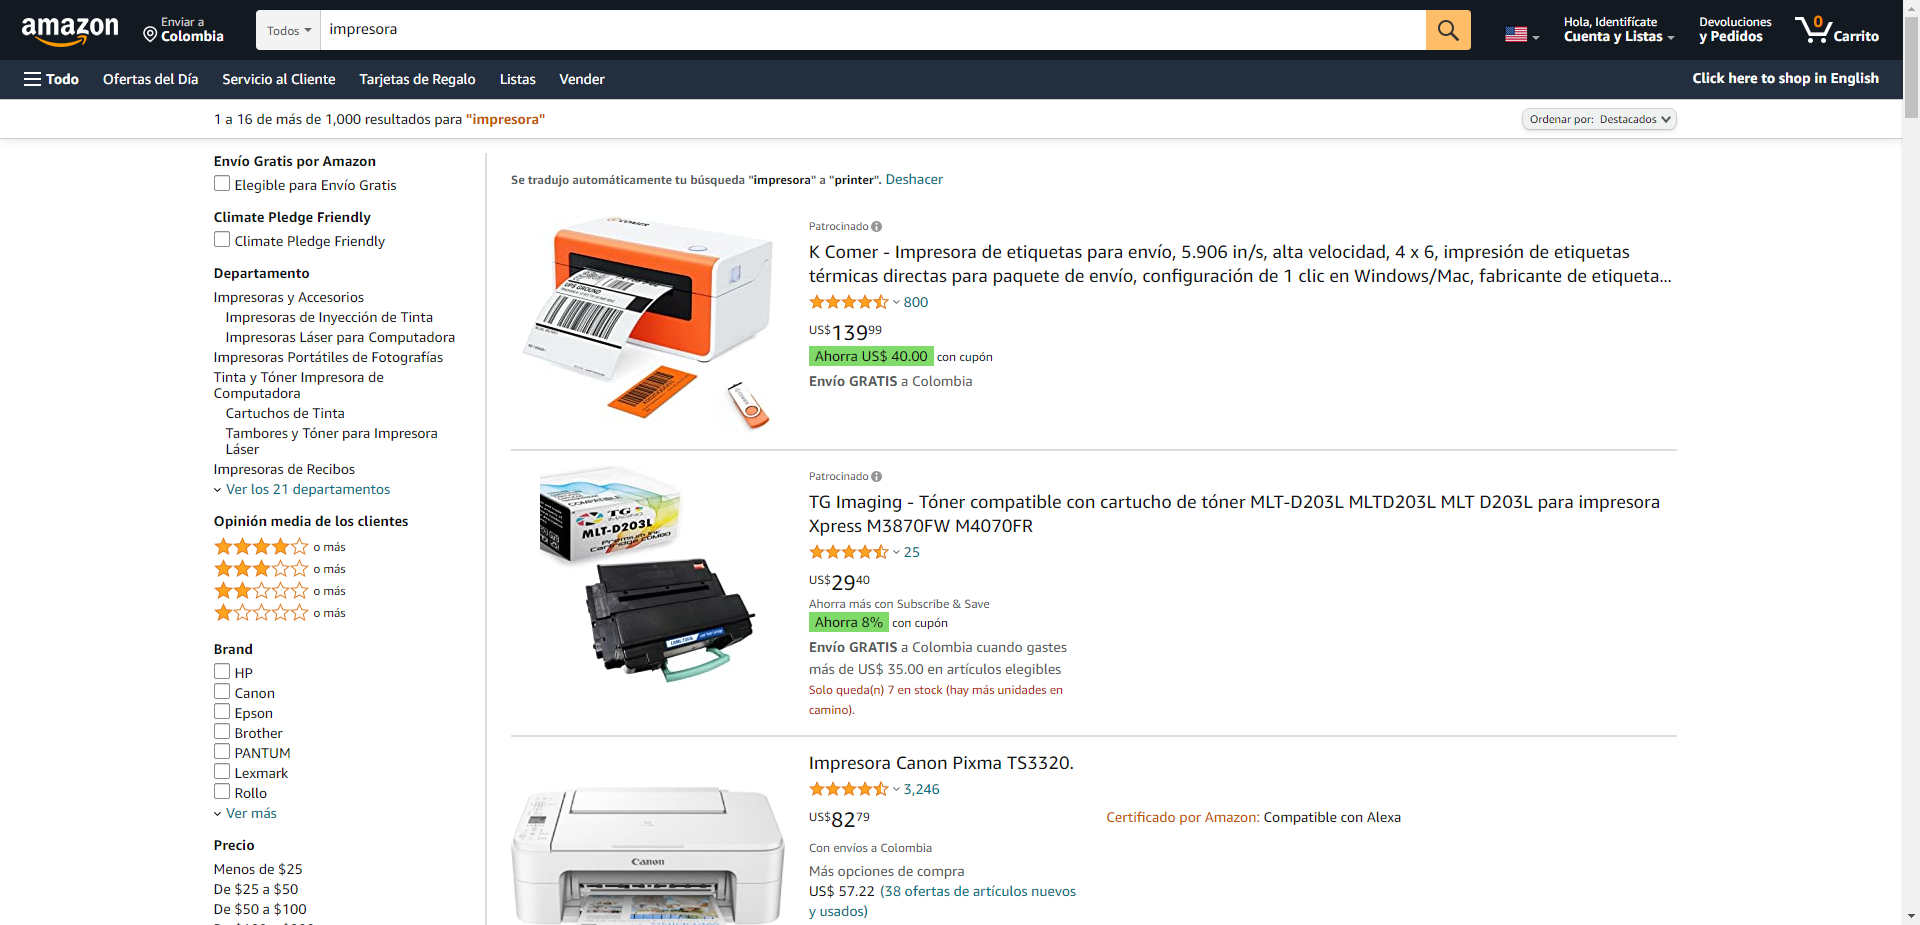 amazon
Enviar a
Colombia
Todos
impresora
Hola, Identifícate
Cuenta y Listas
Devoluciones
y Pedidos
0
Carrito
Todo
Ofertas del Día
Servicio al Cliente
Tarjetas de Regalo
Listas
Vender
Click here to shop in English
1 a 16 de más de 1,000 resultados para "impresora"
Ordenar por: Destacados
Envío Gratis por Amazon
Elegible para Envío Gratis
Climate Pledge Friendly
Climate Pledge Friendly
Departamento
Impresoras y Accesorios
Impresoras de Inyección de Tinta
Impresoras Láser para Computadora
Impresoras Portátiles de Fotografías
Tinta y Tóner Impresora de
Computadora
Cartuchos de Tinta
Tambores y Tóner para Impresora
Láser
Impresoras de Recibos
Ver los 21 departamentos
Opinión media de los clientes
o más
o más
o más
o más
Brand
HP
Canon
Epson
Brother
PANTUM
Lexmark
Rollo
Ver más
Precio
Menos de $25
De $25 a $50
De $50 a $100
Se tradujo automáticamente tu búsqueda "impresora" a "printer". Deshacer
UPS GROUND
Patrocinado
K Comer - Impresora de etiquetas para envío, 5.906 in/s, alta velocidad, 4 x 6, impresión de etiquetas
térmicas directas para paquete de envío, configuración de 1 clic en Windows/Mac, fabricante de etiqueta...
800
US$139.99
Ahorra US$ 40.00 con cupón
Envío GRATIS a Colombia
COMPATIBLE
TG
IMAGING
MLT-D203L
Premium Ink
Cartridge COMBO
Patrocinado
TG Imaging - Tóner compatible con cartucho de tóner MLT-D203L MLTD203L MLT D203L para impresora
Xpress M3870FW M4070FR
25
US$29.40
Ahorra más con Subscribe & Save
Ahorra 8% con cupón
Envío GRATIS a Colombia cuando gastes
más de US$ 35.00 en artículos elegibles
Solo queda(n) 7 en stock (hay más unidades en
camino).
Canon
Impresora Canon Pixma TS3320.
3,246
US$82.79
Con envíos a Colombia
Más opciones de compra
US$ 57.22 (38 ofertas de artículos nuevos
y usados)
Certificado por Amazon: Compatible con Alexa